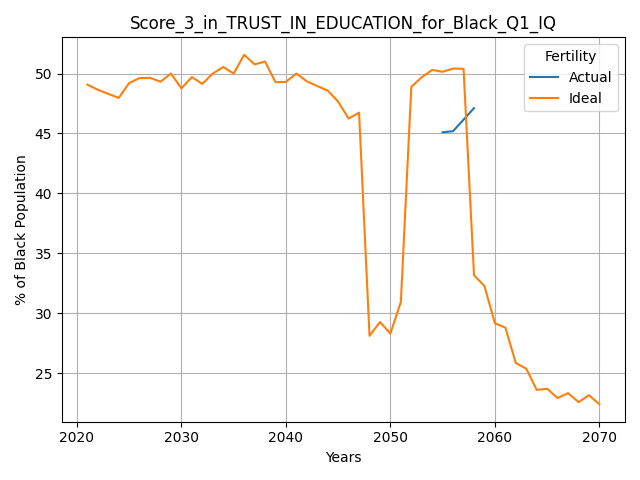 Score_3_in_TRUST_IN_EDUCATION_for_Black_Q1_IQ
Fertility
Actual
Ideal
% of Black Population
50
45
40
35
30
25
2020
2030
2040
2050
2060
2070
Years